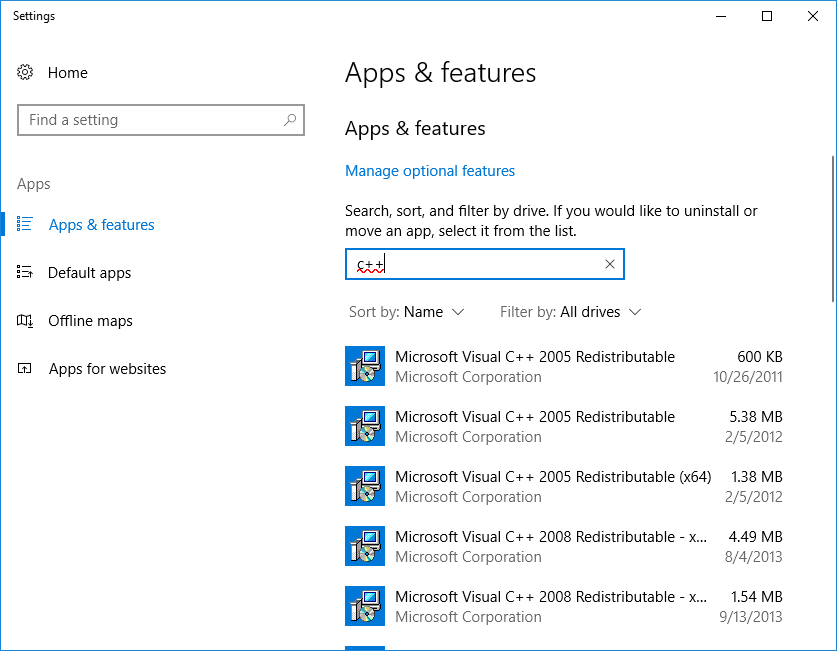 Settings
Home
Find a setting
Apps
Apps & features
Default apps
Offline maps
Apps for websites
Apps & features
Apps & features
Manage optional features
Search, sort, and filter by drive. If you would like to uninstall or
move an app, select it from the list.
c++
Sort by: Name Filter by: All drives
Microsoft Visual C++ 2005 Redistributable 600 KB
Microsoft Corporation 10/26/2011
Microsoft Visual C++ 2005 Redistributable 5.38 MB
Microsoft Corporation 2/5/2012
Microsoft Visual C++ 2005 Redistributable (x64) 1.38 MB
Microsoft Corporation 2/5/2012
Microsoft Visual C++ 2008 Redistributable - x... 4.49 MB
Microsoft Corporation 8/4/2013
Microsoft Visual C++ 2008 Redistributable - x... 1.54 MB
Microsoft Corporation 9/13/2013